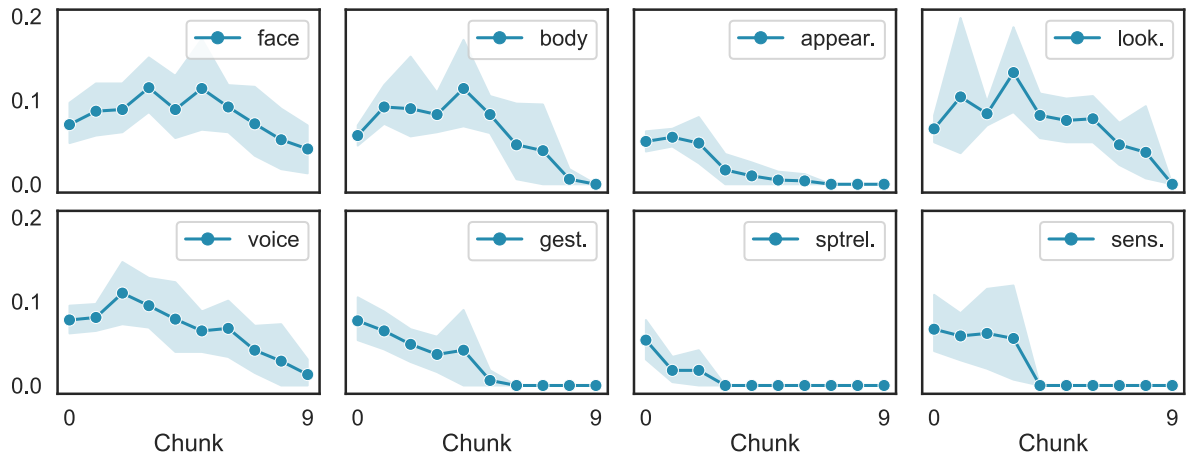 0.2
face
body
appear.
look.
0.1
0.0
0.2
voice
gest.
sptrel.
sens.
0.1
0.0
0 9 0 9 0 9 0 9
Chunk Chunk Chunk Chunk